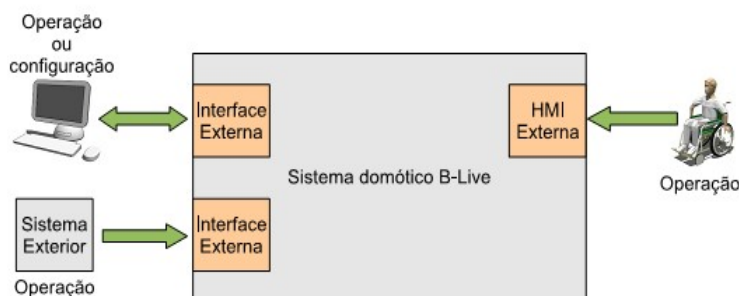 Operação
ou
configuração
Interface
Externa
HMI
Externa
Sistema domótico B-Live
Operação
Sistema
Exterior
Interface
Externa
Operação